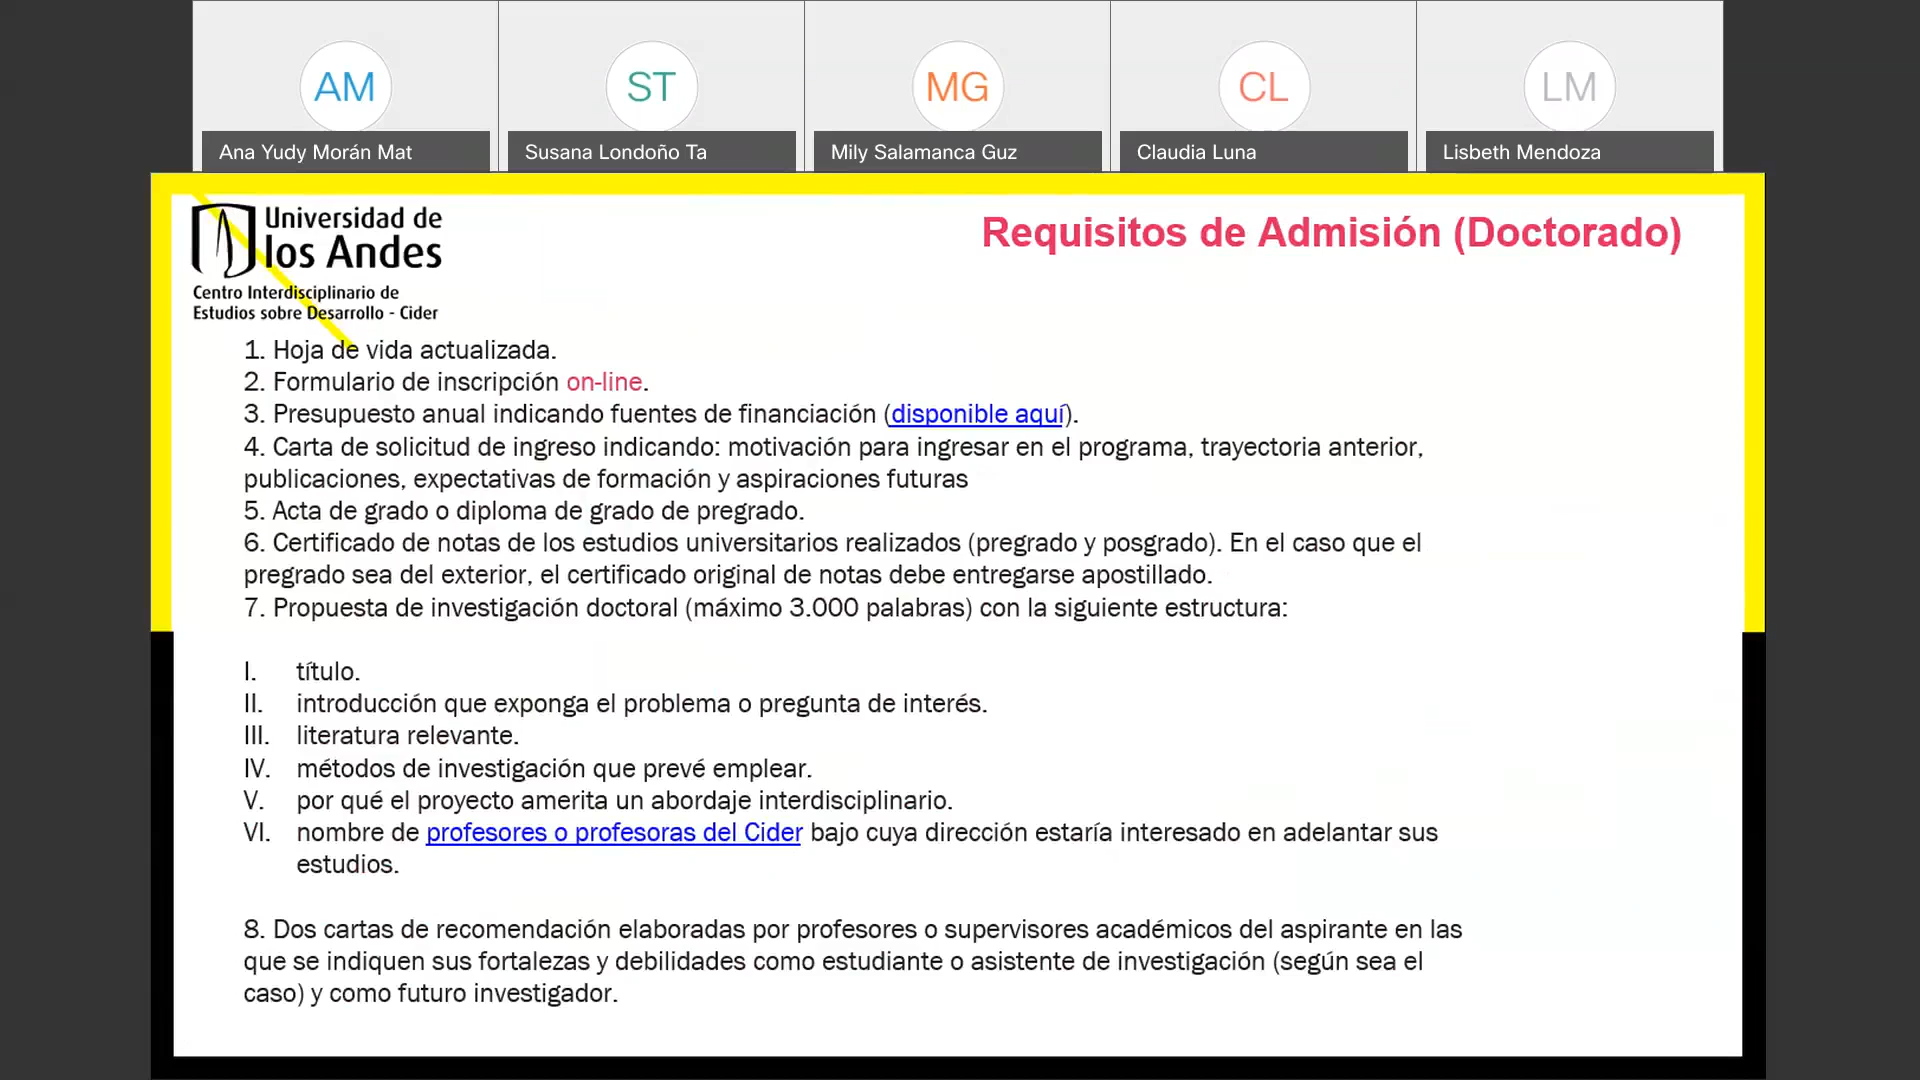 AM ST MG CL LM
Ana Yudy Morán Mat Susana Londoño Ta Mily Salamanca Guz Claudia Luna Lisbeth Mendoza
Universidad de
los Andes
Centro Interdisciplinario de
Estudios sobre Desarrollo - Cider
Requisitos de Admisión (Doctorado)
1. Hoja de vida actualizada.
2. Formulario de inscripción on-line.
3. Presupuesto anual indicando fuentes de financiación (disponible aquí).
4. Carta de solicitud de ingreso indicando: motivación para ingresar en el programa, trayectoria anterior,
publicaciones, expectativas de formación y aspiraciones futuras
5. Acta de grado o diploma de grado de pregrado.
6. Certificado de notas de los estudios universitarios realizados (pregrado y posgrado). En el caso que el
pregrado sea del exterior, el certificado original de notas debe entregarse apostillado.
7. Propuesta de investigación doctoral (máximo 3.000 palabras) con la siguiente estructura:
I. título.
II. introducción que exponga el problema o pregunta de interés.
III. literatura relevante.
IV. métodos de investigación que prevé emplear.
V. por qué el proyecto amerita un abordaje interdisciplinario.
VI. nombre de profesores o profesoras del Cider bajo cuya dirección estaría interesado en adelantar sus
estudios.
8. Dos cartas de recomendación elaboradas por profesores o supervisores académicos del aspirante en las
que se indiquen sus fortalezas y debilidades como estudiante o asistente de investigación (según sea el
caso) y como futuro investigador.